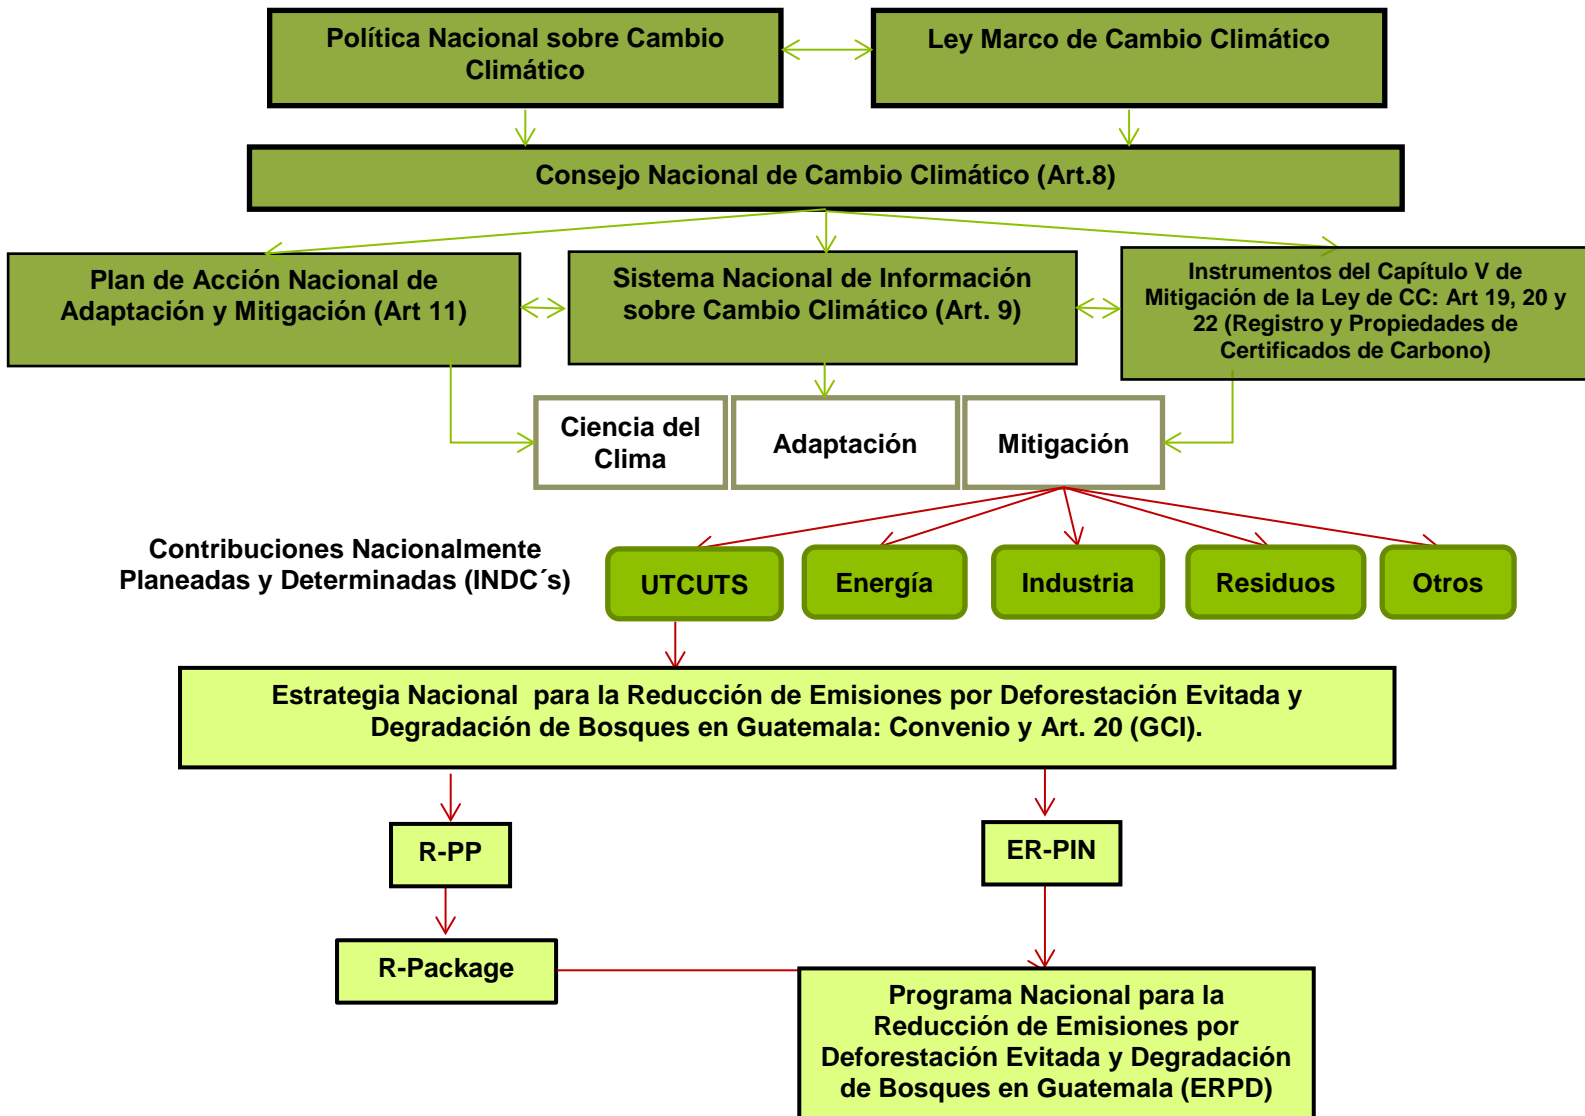 Política Nacional sobre Cambio
Climático
Ley Marco de Cambio Climático
Consejo Nacional de Cambio Climático (Art.8)
Plan de Acción Nacional de
Adaptación y Mitigación (Art 11)
Sistema Nacional de Información
sobre Cambio Climático (Art. 9)
Instrumentos del Capítulo V de
Mitigación de la Ley de CC: Art 19, 20 y
22 (Registro y Propiedades de
Certificados de Carbono)
Ciencia del
Clima
Adaptación
Mitigación
Contribuciones Nacionalmente
Planeadas y Determinadas (INDC´s)
UTCUTS
Energía
Industria
Residuos
Otros
Estrategia Nacional para la Reducción de Emisiones por Deforestación Evitada y
Degradación de Bosques en Guatemala: Convenio y Art. 20 (GCI).
R-PP
ER-PIN
R-Package
Programa Nacional para la
Reducción de Emisiones por
Deforestación Evitada y Degradación
de Bosques en Guatemala (ERPD)